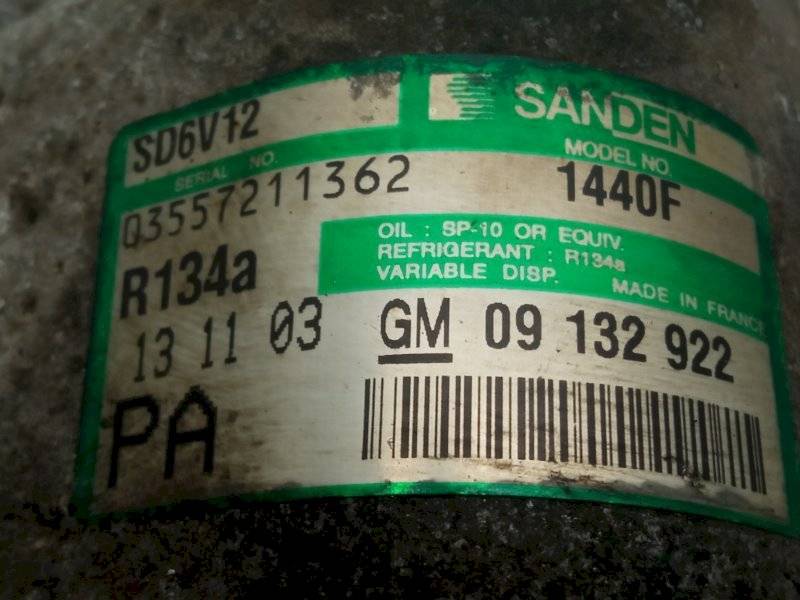 SD6V12
SANDEN
SERIAL NO.
MODEL NO.
Q3557211362
1440F
R134a
OIL : SP-10 OR EQUIV.
REFRIGERANT : R134a
VARIABLE DISP.
MADE IN FRANCE
13 11 03
GM 09 132 922
PA